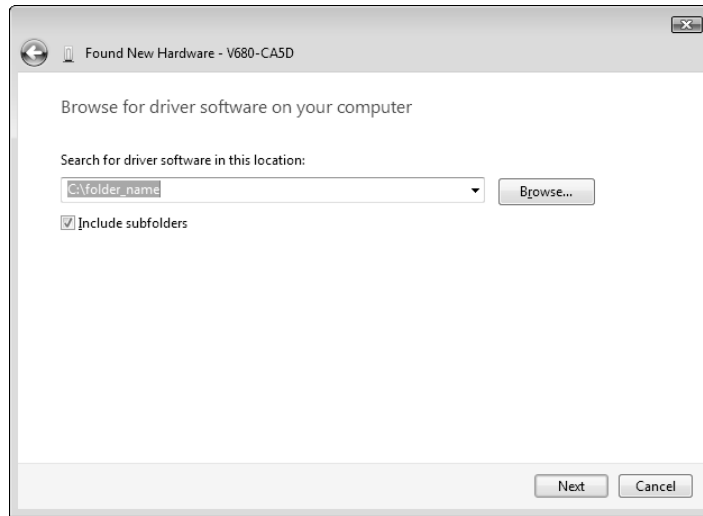 Found New Hardware - V680-CA5D
Browse for driver software on your computer
Search for driver software in this location:
C:\folder_name
Browse...
Include subfolders
Next
Cancel